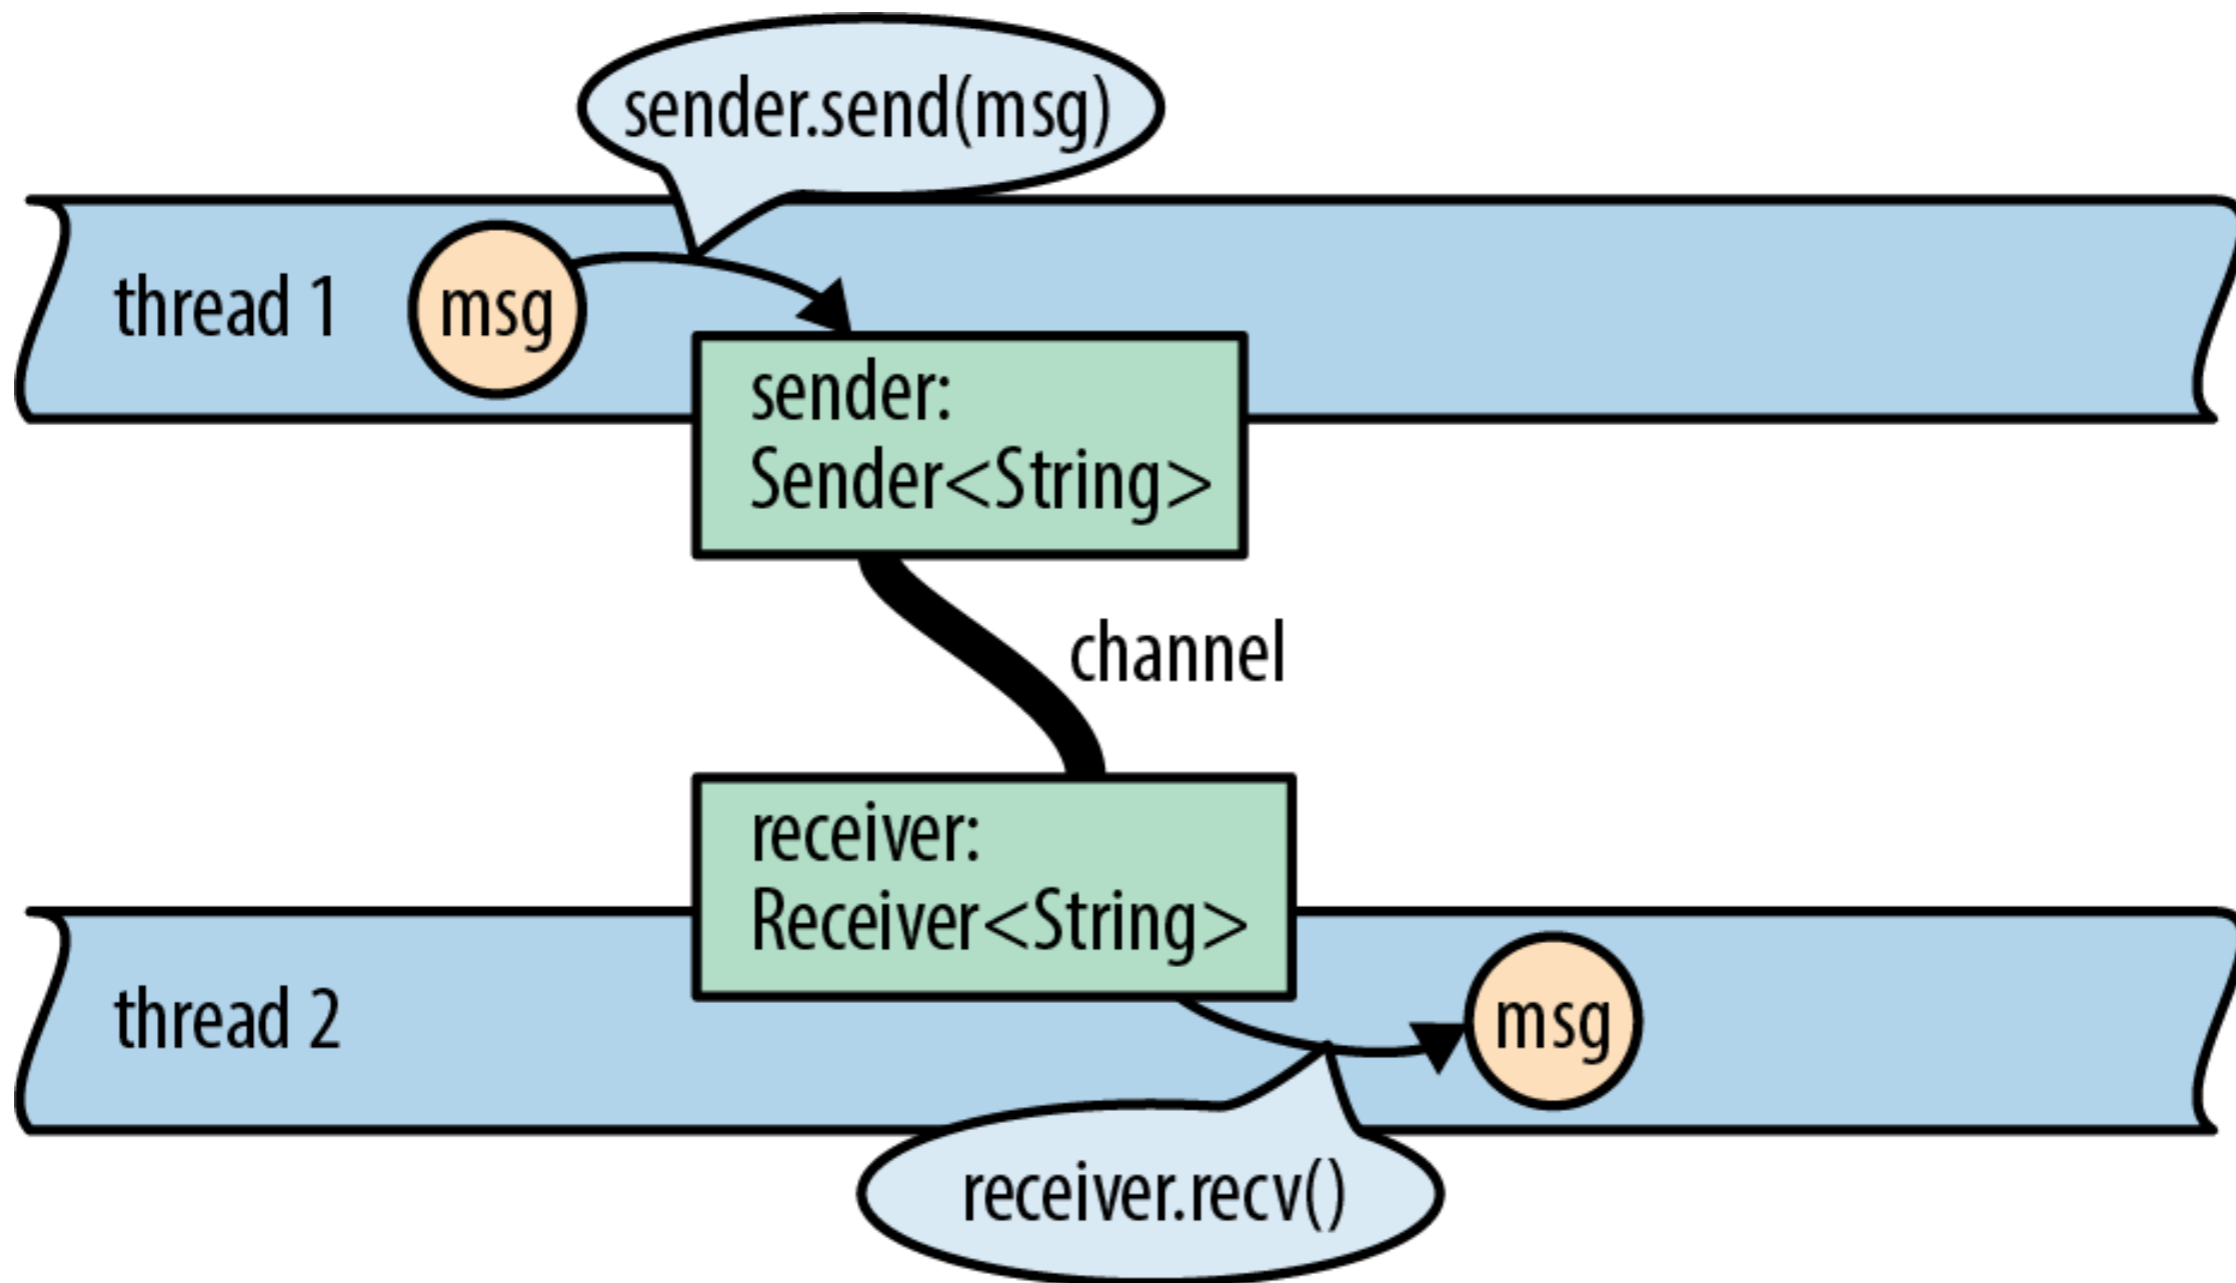 sender.send(msg)
thread 1
msg
sender:
Sender<String>
channel
receiver:
Receiver<String>
thread 2
msg
receiver.recv()